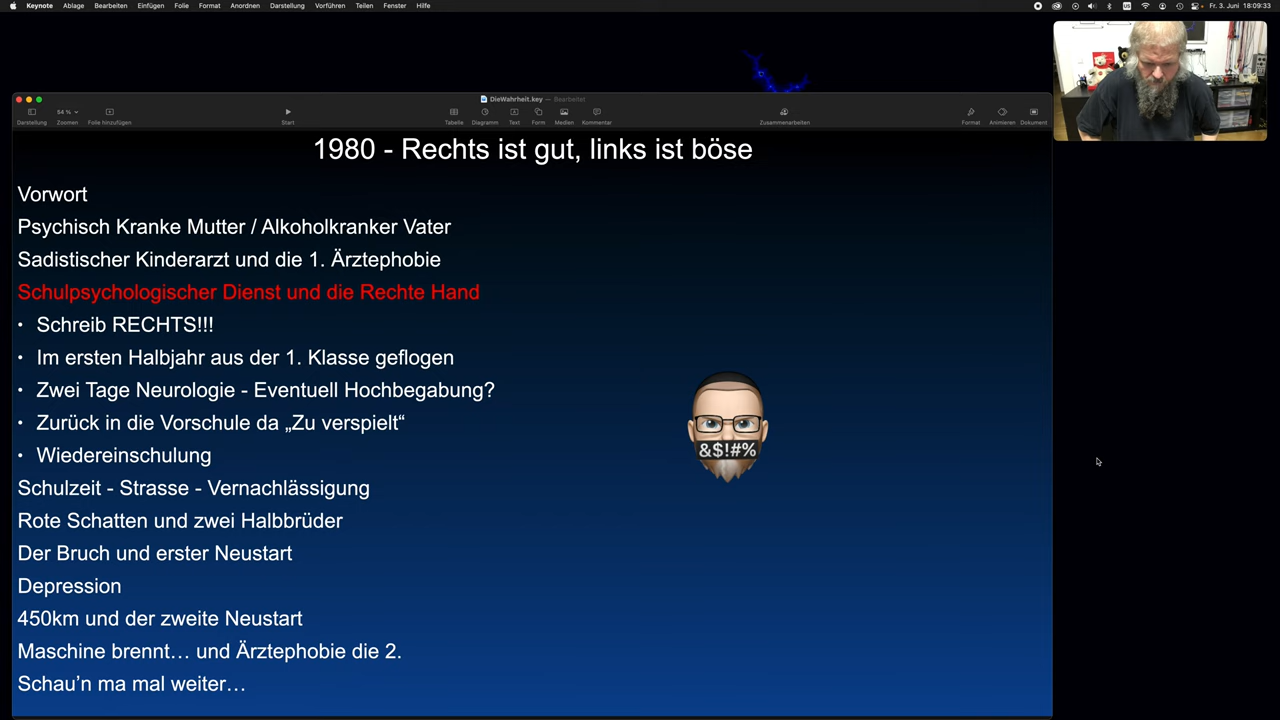 Keynote Ablage Bearbeiten Einfügen Folie Format Anordnen Darstellung Vorführen Teilen Fenster Hilfe
Fr. 3. Juni 18:09:33
DieWahrheit.key — Bearbeitet
54 %
Darstellung Zoomen Folie hinzufügen Start Tabelle Diagramm Text Form Medien Kommentar Zusammenarbeiten Format Animieren Dokument
1980 - Rechts ist gut, links ist böse
Vorwort
Psychisch Kranke Mutter / Alkoholkranker Vater
Sadistischer Kinderarzt und die 1. Ärztephobie
Schulpsychologischer Dienst und die Rechte Hand
• Schreib RECHTS!!!
• Im ersten Halbjahr aus der 1. Klasse geflogen
• Zwei Tage Neurologie - Eventuell Hochbegabung?
• Zurück in die Vorschule da „Zu verspielt“
• Wiedereinschulung
&$!#%
Schulzeit - Strasse - Vernachlässigung
Rote Schatten und zwei Halbbrüder
Der Bruch und erster Neustart
Depression
450km und der zweite Neustart
Maschine brennt… und Ärztephobie die 2.
Schau’n ma mal weiter…